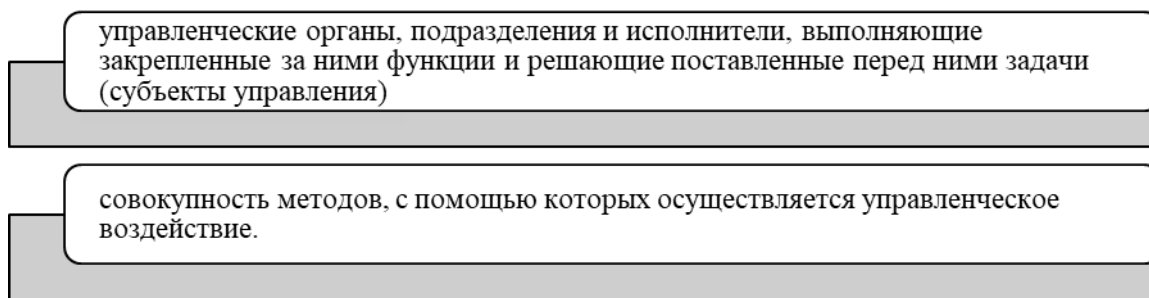 управленческие органы, подразделения и исполнители, выполняющие
закрепленные за ними функции и решающие поставленные перед ними задачи
(субъекты управления)
совокупность методов, с помощью которых осуществляется управленческое
воздействие.